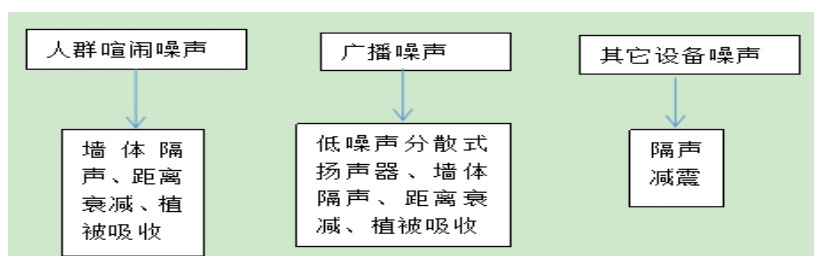 人群喧闹噪声
广播噪声
其它设备噪声
墙体隔
声、距离
衰减、植
被吸收
低噪声分散式
扬声器、墙体
隔声、距离衰
减、植被吸收
隔声
减震